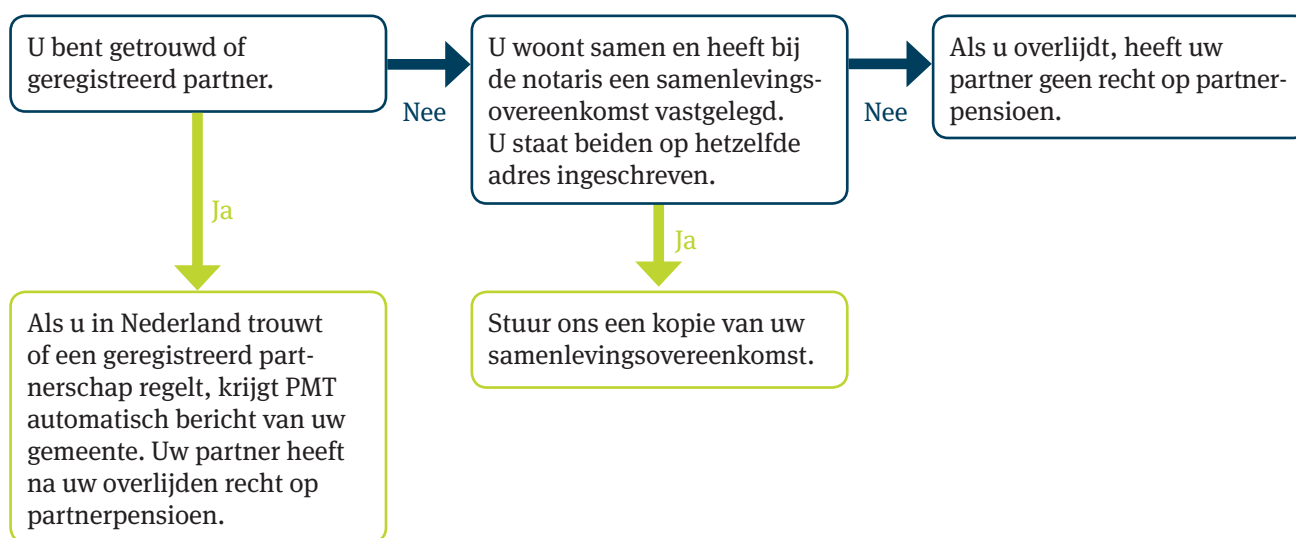 U bent getrouwd of
geregistreerd partner.
Nee
U woont samen en heeft bij
de notaris een samenlevings-
overeenkomst vastgelegd.
U staat beiden op hetzelfde
adres ingeschreven.
Nee
Als u overlijdt, heeft uw
partner geen recht op partner-
pensioen.
Ja
Ja
Als u in Nederland trouwt
of een geregistreerd part-
nerschap regelt, krijgt PMT
automatisch bericht van uw
gemeente. Uw partner heeft
na uw overlijden recht op
partnerpensioen.
Stuur ons een kopie van uw
samenlevingsovereenkomst.